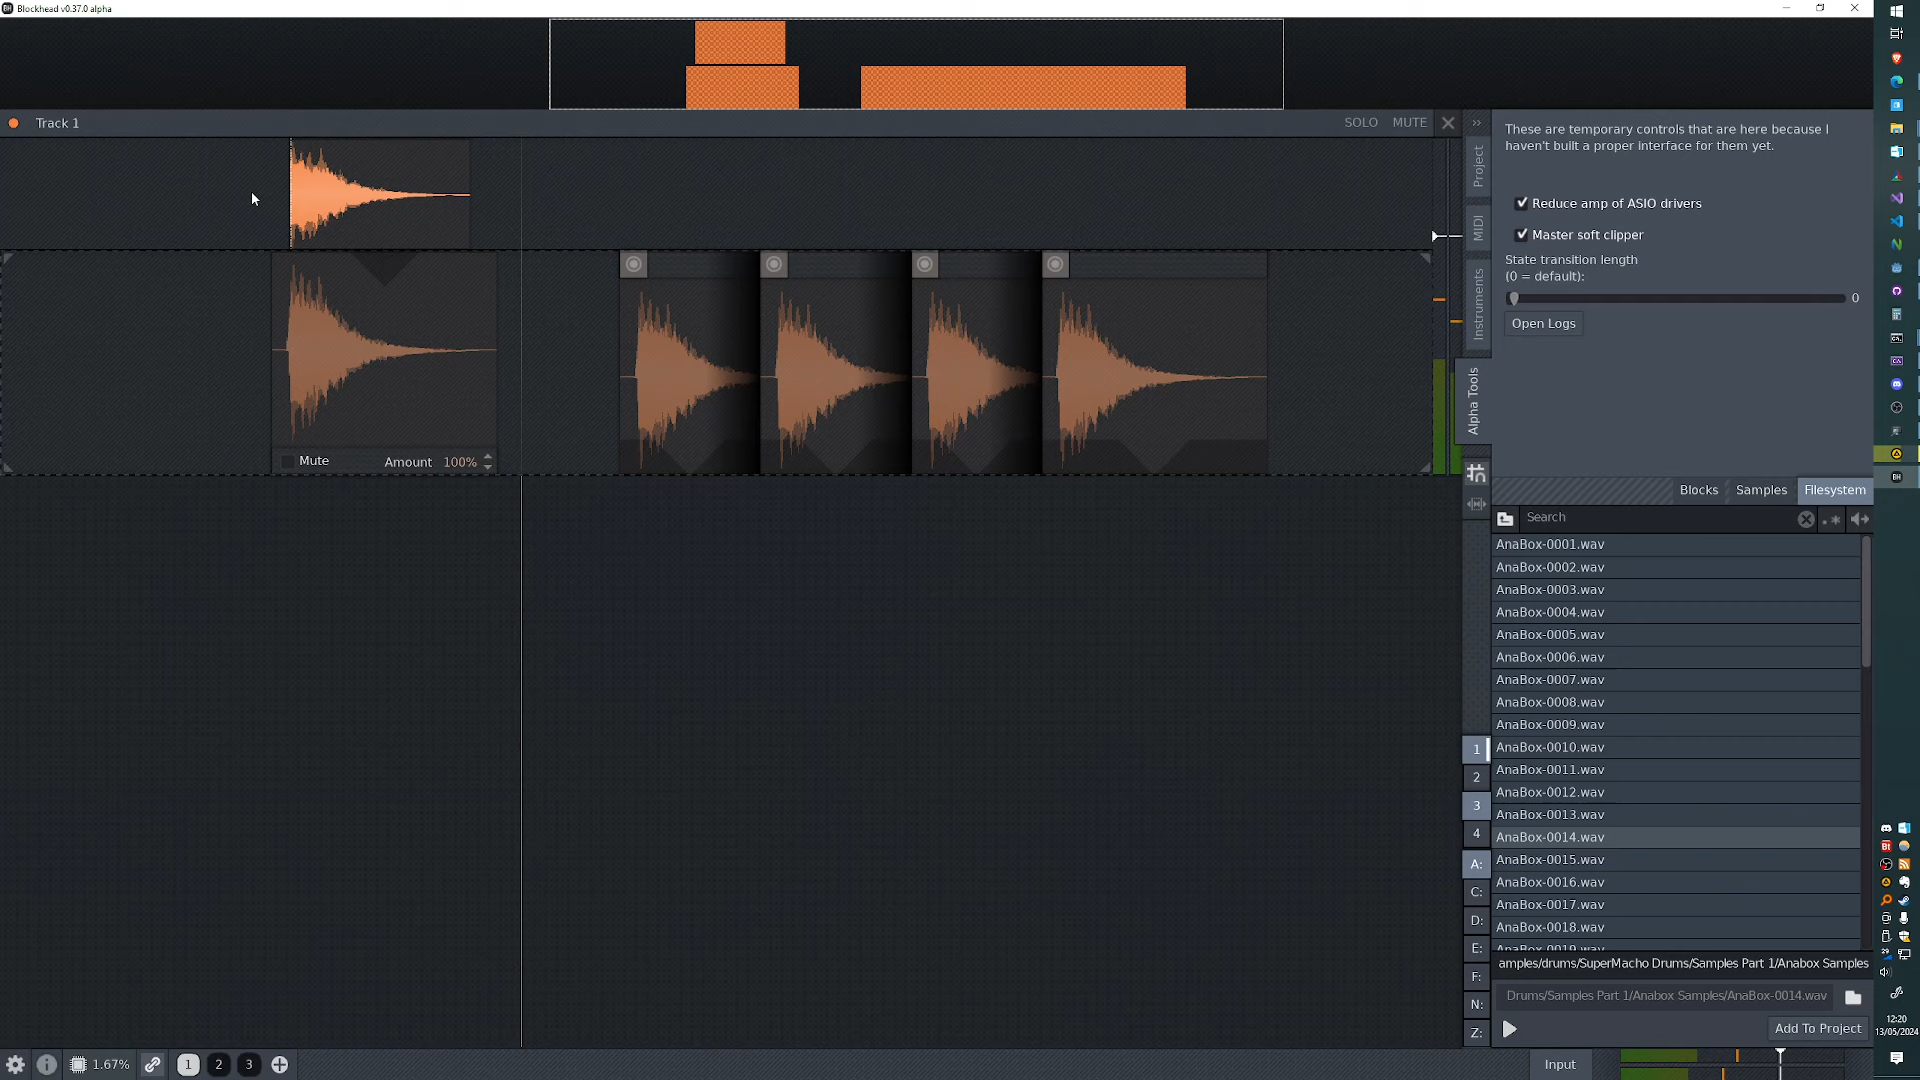 Blockhead v0.37.0 alpha
Track 1
SOLO MUTE
Mute Amount 100%
Project
MIDI
Instruments
Alpha Tools
These are temporary controls that are here because I
haven't built a proper interface for them yet.
Reduce amp of ASIO drivers
Master soft clipper
State transition length
(0 = default):
0
Open Logs
Blocks Samples Filesystem
Search
AnaBox-0001.wav
AnaBox-0002.wav
AnaBox-0003.wav
AnaBox-0004.wav
AnaBox-0005.wav
AnaBox-0006.wav
AnaBox-0007.wav
AnaBox-0008.wav
AnaBox-0009.wav
AnaBox-0010.wav
AnaBox-0011.wav
AnaBox-0012.wav
AnaBox-0013.wav
AnaBox-0014.wav
AnaBox-0015.wav
AnaBox-0016.wav
AnaBox-0017.wav
AnaBox-0018.wav
AnaBox-0019.wav
1
2
3
4
A:
C:
D:
E:
F:
N:
Z:
amples/drums/SuperMacho Drums/Samples Part 1/Anabox Samples
Drums/Samples Part 1/Anabox Samples/AnaBox-0014.wav
Add To Project
1.67% 1 2 3
Input
12:20
13/05/2024